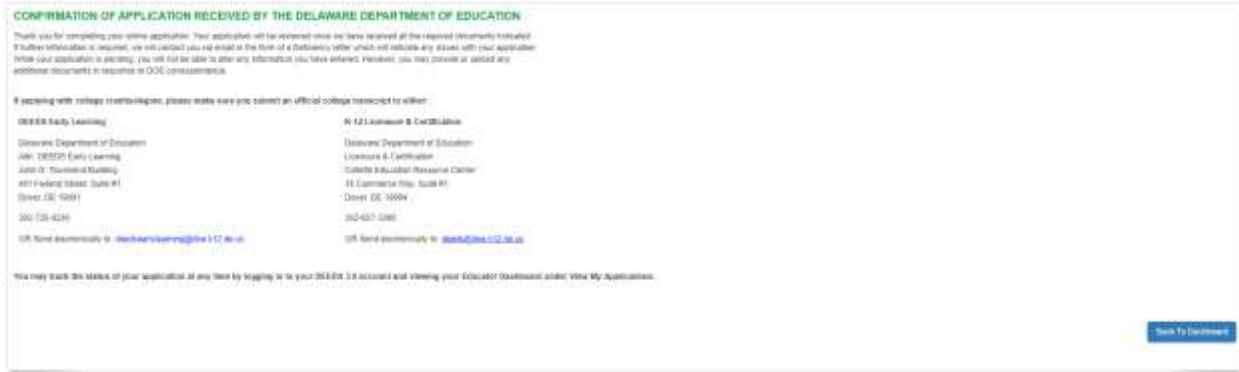 CONFIRMATION OF APPLICATION RECEIVED BY THE DELAWARE DEPARTMENT OF EDUCATION
Thank you for completing your online application. Your application will be reviewed once we have received all the required documents indicated.
If further information is required, we will contact you via email in the form of a Deficiency letter which will indicate any issues with your application.
While your application is pending, you will not be able to alter any information you have entered. However, you may provide or upload any
additional documents in response to DOE correspondence.
If applying with college credits/degree, please make sure you submit an official college transcript to either:
DEEDS Early Learning
Delaware Department of Education
Attn: DEEDS Early Learning
John G. Townsend Building
401 Federal Street, Suite #1
Dover, DE 19901
OR Send electronically to:
K-12 Licensure & Certification
Delaware Department of Education
Licensure & Certification
Collette Education Resource Center
35 Commerce Way, Suite #1
Dover, DE 19904
OR Send electronically to:
You may track the status of your application at any time by logging in to your DEEDS 3.0 account and viewing your Educator Dashboard under View My Applications.
Back To Dashboard